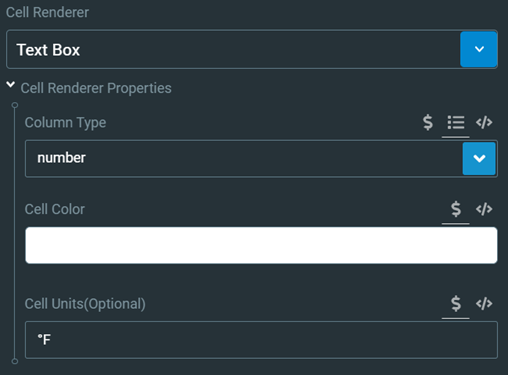 Cell Renderer
Text Box
Cell Renderer Properties
Column Type $ </>
number
Cell Color $ </>
Cell Units(Optional) $ </>
°F